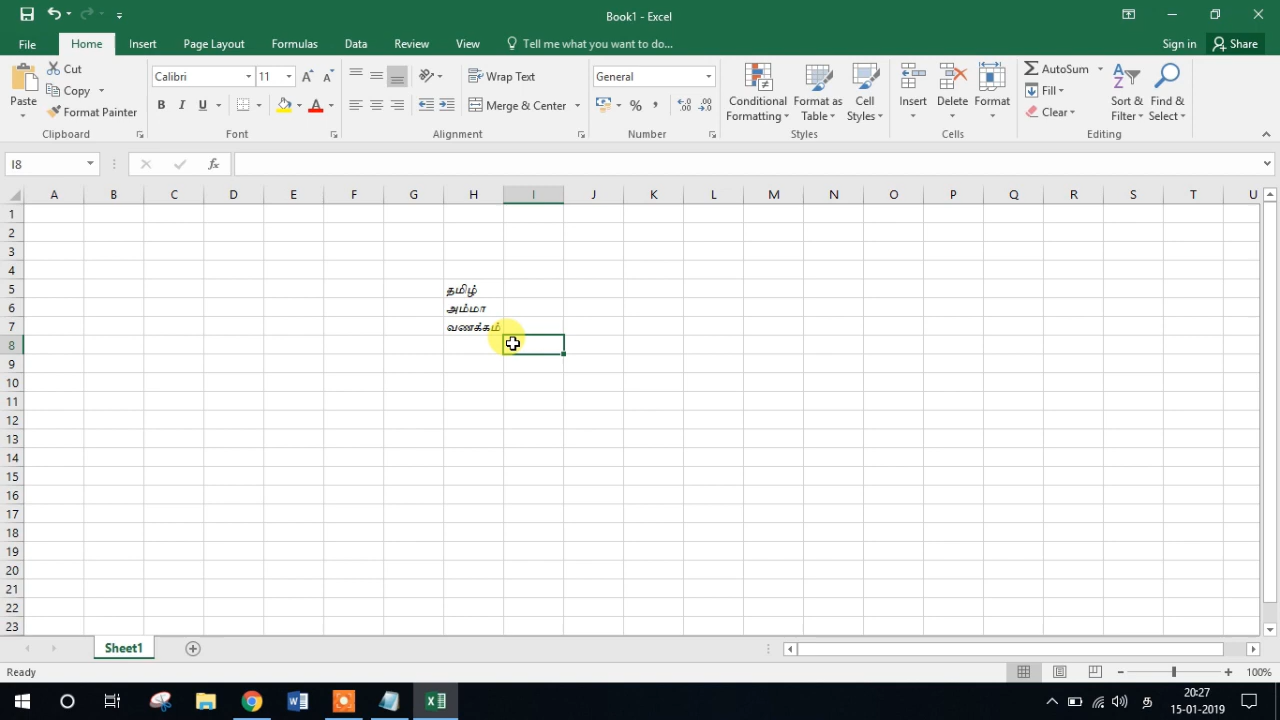 Book1 - Excel
File Home Insert Page Layout Formulas Data Review View Tell me what you want to do... Sign in Share
Paste Cut Copy Format Painter Clipboard
Calibri 11 B I U A Font
Wrap Text Merge & Center Alignment
General % , Number
Conditional Formatting Format as Table Cell Styles Styles
Insert Delete Format Cells
AutoSum Fill Clear Sort & Filter Find & Select Editing
I8 fx
A B C D E F G H I J K L M N O P Q R S T U
1
2
3
4
5 தமிழ்
6 அம்மா
7 வணக்கம்
8
9
10
11
12
13
14
15
16
17
18
19
20
21
22
23
Sheet1
Ready 100%
20:27
15-01-2019